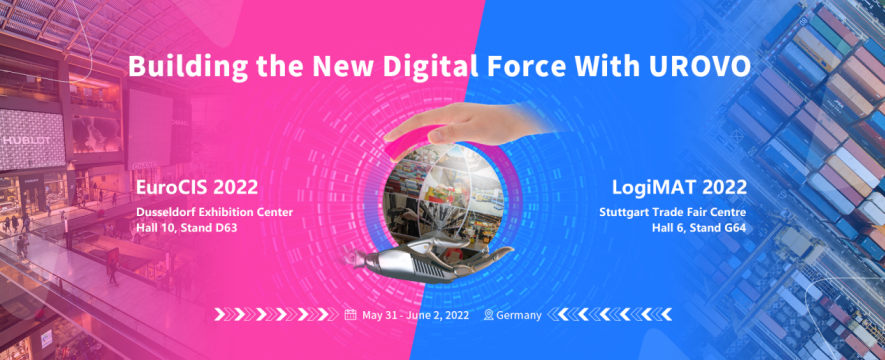 Building the New Digital Force With UROVO
HUBLOT
EuroCIS 2022
Dusseldorf Exhibition Center
Hall 10, Stand D63
LogiMAT 2022
Stuttgart Trade Fair Centre
Hall 6, Stand G64
May 31 - June 2, 2022
Germany